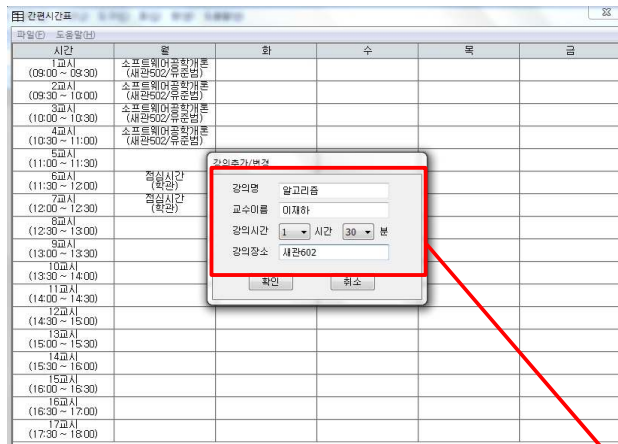 간편시간표
파일(F) 도움말(H)
시간 월 화 수 목 금
1교시 소프트웨어공학개론
(09:00 ~ 09:30) (새관502/유준범)
2교시 소프트웨어공학개론
(09:30 ~ 10:00) (새관502/유준범)
3교시 소프트웨어공학개론
(10:00 ~ 10:30) (새관502/유준범)
4교시 소프트웨어공학개론
(10:30 ~ 11:00) (새관502/유준범)
5교시
(11:00 ~ 11:30)
6교시 점심시간
(11:30 ~ 12:00) (학관)
7교시 점심시간
(12:00 ~ 12:30) (학관)
8교시
(12:30 ~ 13:00)
9교시
(13:00 ~ 13:30)
10교시
(13:30 ~ 14:00)
11교시
(14:00 ~ 14:30)
12교시
(14:30 ~ 15:00)
13교시
(15:00 ~ 15:30)
14교시
(15:30 ~ 16:00)
15교시
(16:00 ~ 16:30)
16교시
(16:30 ~ 17:00)
17교시
(17:30 ~ 18:00)
강의추가/변경
강의명 알고리즘
교수이름 이재하
강의시간 1 시간 30 분
강의장소 새관602
확인 취소